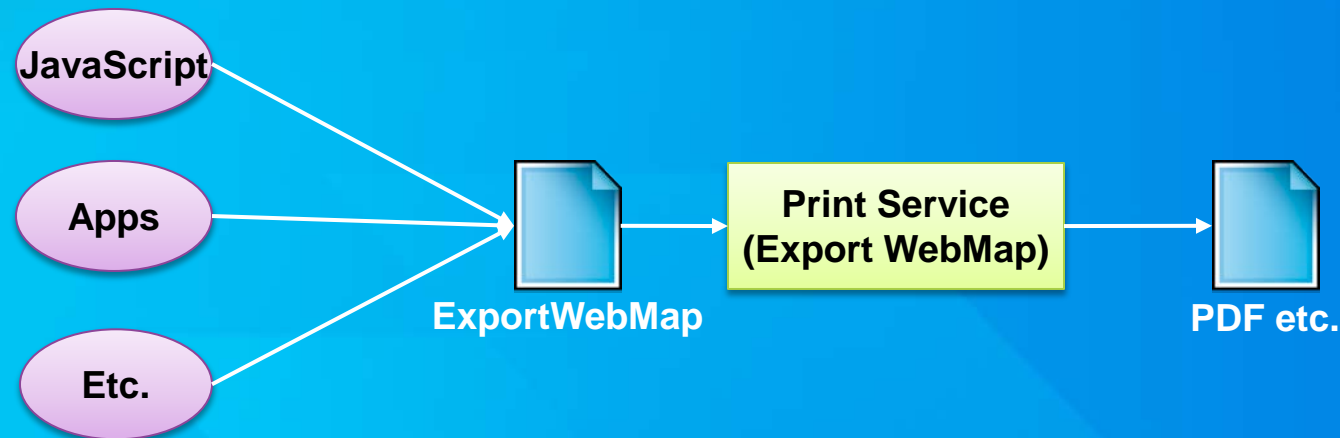 JavaScript
Apps
Etc.
ExportWebMap
Print Service
(Export WebMap)
PDF etc.